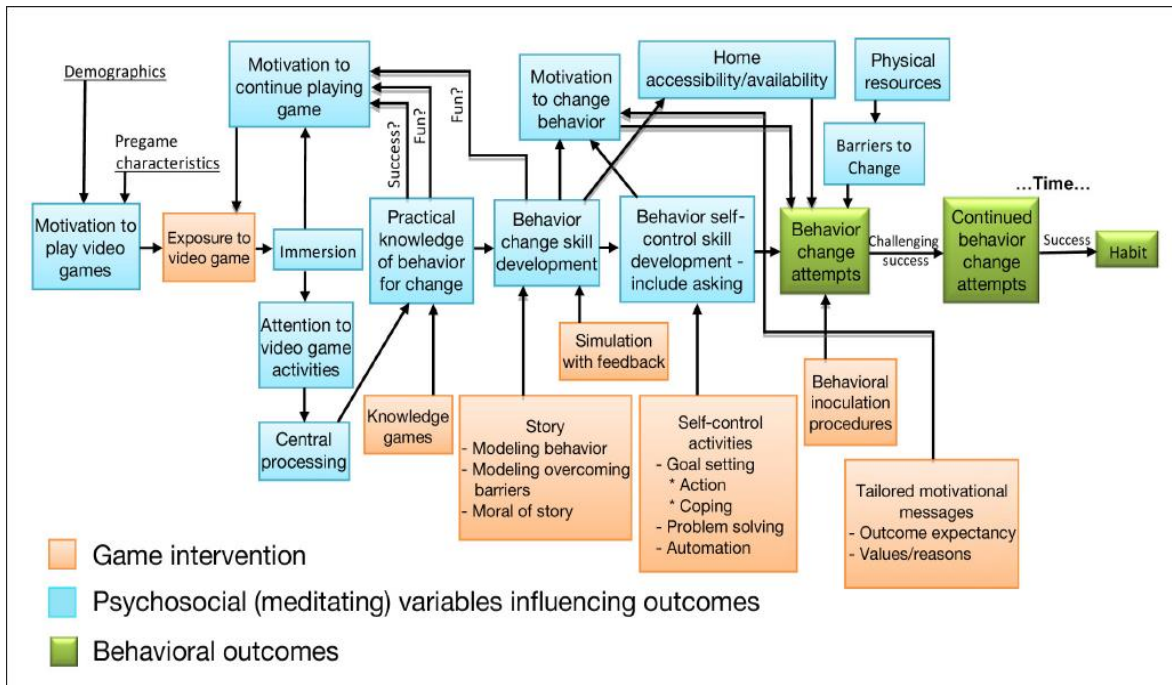 Demographics
Pregame
characteristics
Motivation to
play video
games
Exposure to
video game
Motivation to
continue playing
game
Immersion
Attention to
video game
activities
Central
processing
Success?
Fun?
Fun?
Practical
knowledge
of behavior
for change
Knowledge
games
Behavior
change skill
development
Story
- Modeling behavior
- Modeling overcoming
barriers
- Moral of story
Simulation
with feedback
Motivation
to change
behavior
Behavior self-
control skill
development -
include asking
Self-control
activities
- Goal setting
* Action
* Coping
- Problem solving
- Automation
Home
accessibility/availability
Physical
resources
Barriers to
Change
Behavior
change
attempts
Behavioral
inoculation
procedures
Tailored motivational
messages
- Outcome expectancy
- Values/reasons
Challenging
success
...Time...
Continued
behavior
change
attempts
Success
Habit
Game intervention
Psychosocial (meditating) variables influencing outcomes
Behavioral outcomes